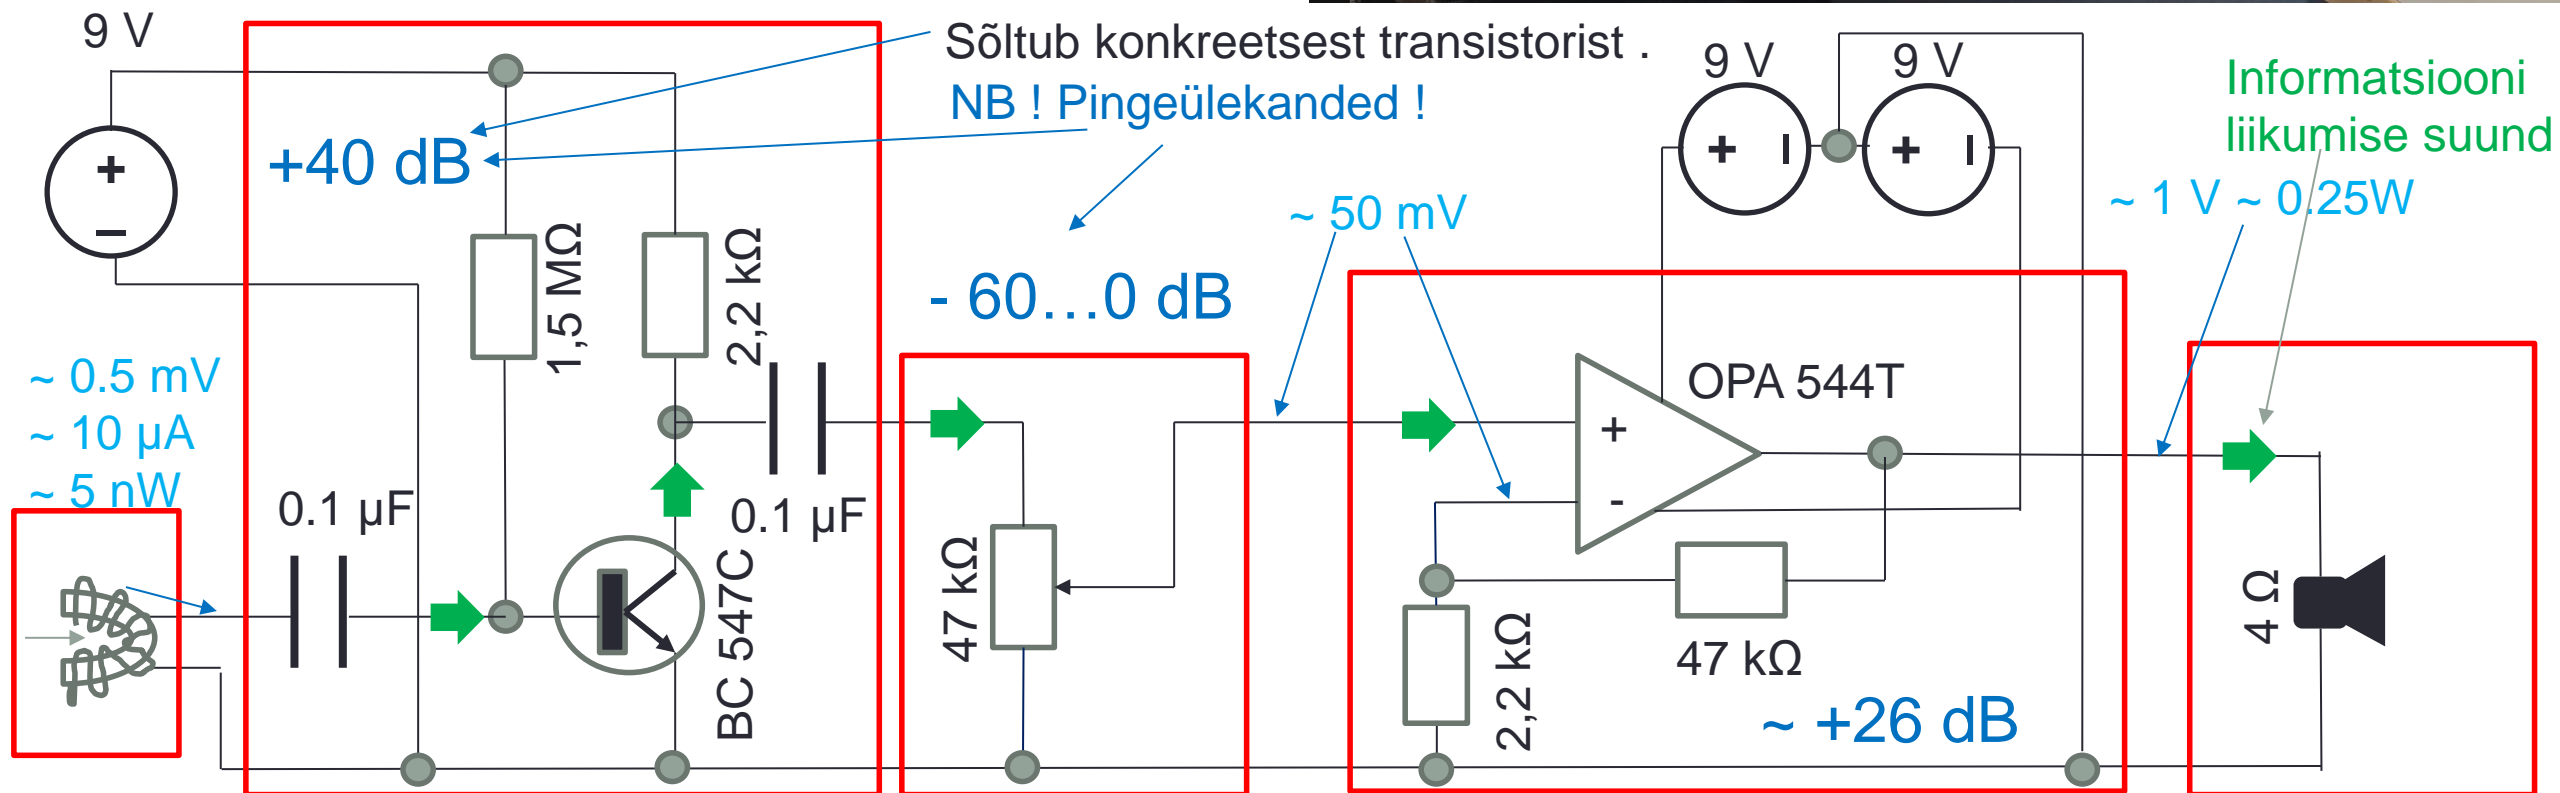 9 V
Sõltub konkreetsest transistorist .
NB ! Pingeülekanded !
9 V
9 V
Informatsiooni
liikumise suund
+40 dB
~ 50 mV
~ 1 V ~ 0.25W
+
–
+
–
+
–
1,5 MΩ
2,2 kΩ
- 60…0 dB
~ 0.5 mV
~ 10 µA
~ 5 nW
0.1 µF
0.1 µF
BC 547C
47 kΩ
OPA 544T
+
-
2,2 kΩ
47 kΩ
~ +26 dB
4 Ω